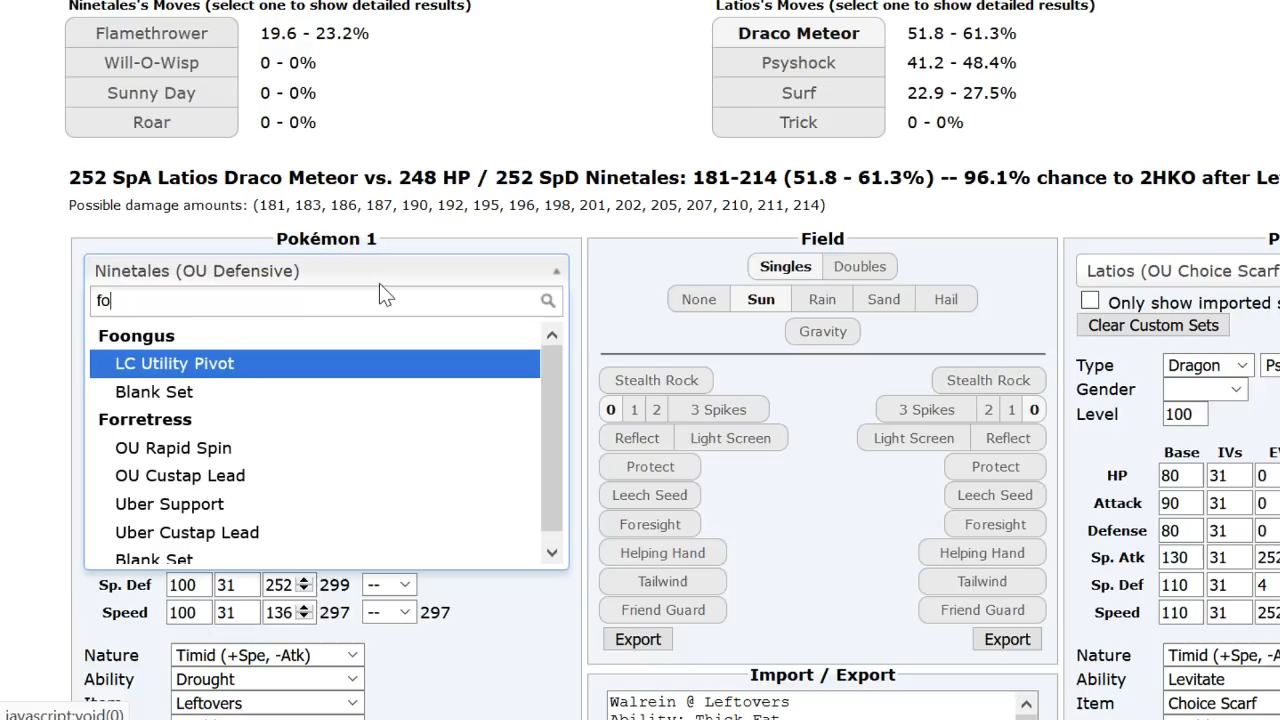 Ninetales's Moves (select one to show detailed results)
Latios's Moves (select one to show detailed results)
Flamethrower 19.6 - 23.2%
Draco Meteor 51.8 - 61.3%
Will-O-Wisp 0 - 0%
Psyshock 41.2 - 48.4%
Sunny Day 0 - 0%
Surf 22.9 - 27.5%
Roar 0 - 0%
Trick 0 - 0%
252 SpA Latios Draco Meteor vs. 248 HP / 252 SpD Ninetales: 181-214 (51.8 - 61.3%) -- 96.1% chance to 2HKO after Le
Possible damage amounts: (181, 183, 186, 187, 190, 192, 195, 196, 198, 201, 202, 205, 207, 210, 211, 214)
Pokémon 1
Ninetales (OU Defensive)
fo
Foongus
LC Utility Pivot
Blank Set
Forretress
OU Rapid Spin
OU Custap Lead
Uber Support
Uber Custap Lead
Blank Set
Sp. Def 100 31 252 299 --
Speed 100 31 136 297 -- 297
Nature Timid (+Spe, -Atk)
Ability Drought
Item Leftovers
javascript:void(0)
Field
Singles Doubles
None Sun Rain Sand Hail
Gravity
Stealth Rock Stealth Rock
0 1 2 3 Spikes 3 Spikes 2 1 0
Reflect Light Screen Light Screen Reflect
Protect Protect
Leech Seed Leech Seed
Foresight Foresight
Helping Hand Helping Hand
Tailwind Tailwind
Friend Guard Friend Guard
Export Export
Import / Export
Walrein @ Leftovers
Ability: Thick Fat
P
Latios (OU Choice Scarf
Only show imported s
Clear Custom Sets
Type Dragon Ps
Gender
Level 100
Base IVs E
HP 80 31 0
Attack 90 31 0
Defense 80 31 0
Sp. Atk 130 31 252
Sp. Def 110 31 4
Speed 110 31 252
Nature Timid (+Spe, -A
Ability Levitate
Item Choice Scarf